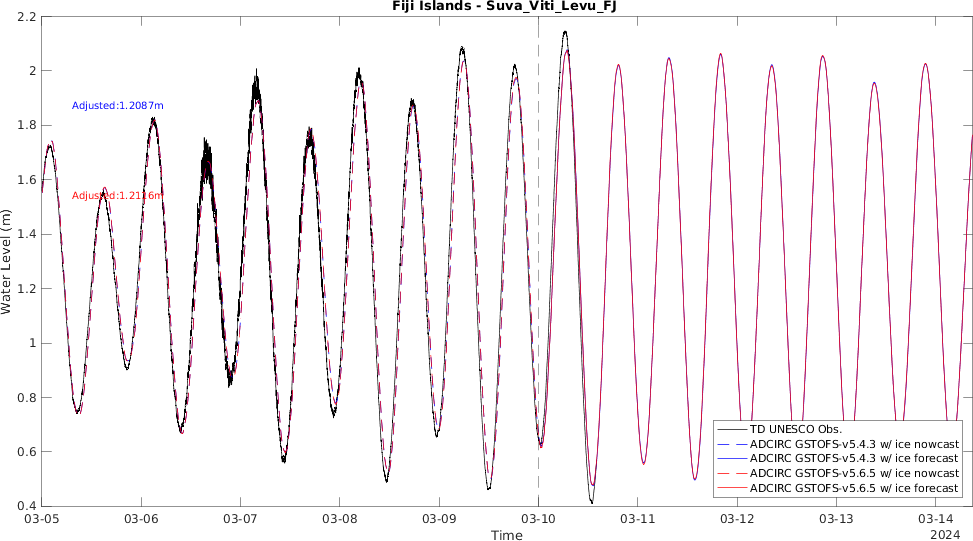 Fiji Islands - Suva_Viti_Levu_FJ
2.2
2
1.8
1.6
1.4
1.2
1
0.8
0.6
0.4
Water Level (m)
Adjusted:1.2087m
Adjusted:1.2116m
TD UNESCO Obs.
ADCIRC GSTOFS-v5.4.3 w/ ice nowcast
ADCIRC GSTOFS-v5.4.3 w/ ice forecast
ADCIRC GSTOFS-v5.6.5 w/ ice nowcast
ADCIRC GSTOFS-v5.6.5 w/ ice forecast
03-05 03-06 03-07 03-08 03-09 03-10 03-11 03-12 03-13 03-14
Time
2024